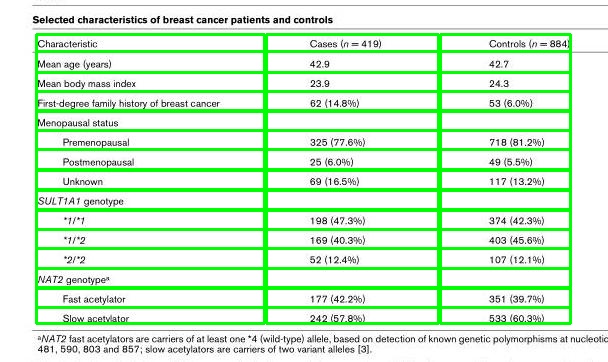 Selected characteristics of breast cancer patients and controls
Characteristic Cases (n = 419) Controls (n = 884)
Mean age (years) 42.9 42.7
Mean body mass index 23.9 24.3
First-degree family history of breast cancer 62 (14.8%) 53 (6.0%)
Menopausal status
Premenopausal 325 (77.6%) 718 (81.2%)
Postmenopausal 25 (6.0%) 49 (5.5%)
Unknown 69 (16.5%) 117 (13.2%)
SULT1A1 genotype
*1/*1 198 (47.3%) 374 (42.3%)
*1/*2 169 (40.3%) 403 (45.6%)
*2/*2 52 (12.4%) 107 (12.1%)
NAT2 genotypeᵃ
Fast acetylator 177 (42.2%) 351 (39.7%)
Slow acetylator 242 (57.8%) 533 (60.3%)
ᵃNAT2 fast acetylators are carriers of at least one *4 (wild-type) allele, based on detection of known genetic polymorphisms at nucleotid
481, 590, 803 and 857; slow acetylators are carriers of two variant alleles [3].